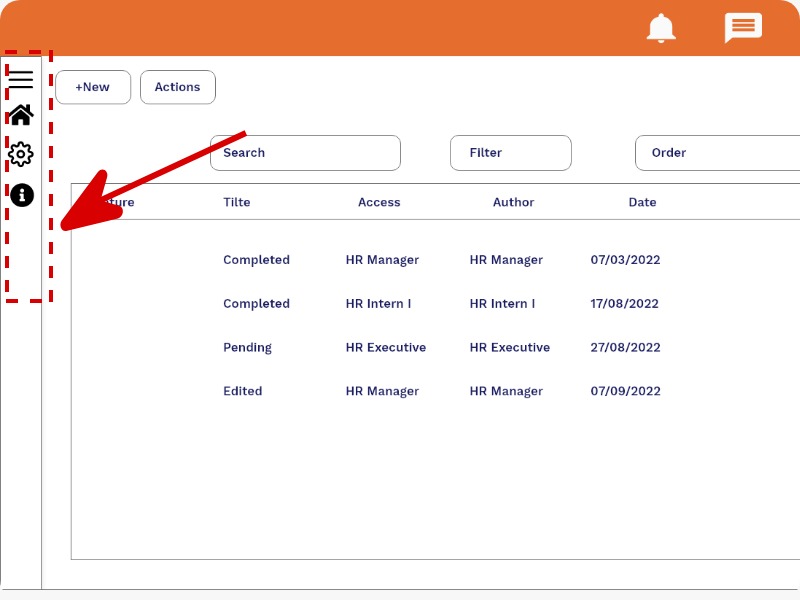 +New Actions
Search Filter Order
Tilte Access Author Date
Completed HR Manager HR Manager 07/03/2022
Completed HR Intern I HR Intern I 17/08/2022
Pending HR Executive HR Executive 27/08/2022
Edited HR Manager HR Manager 07/09/2022